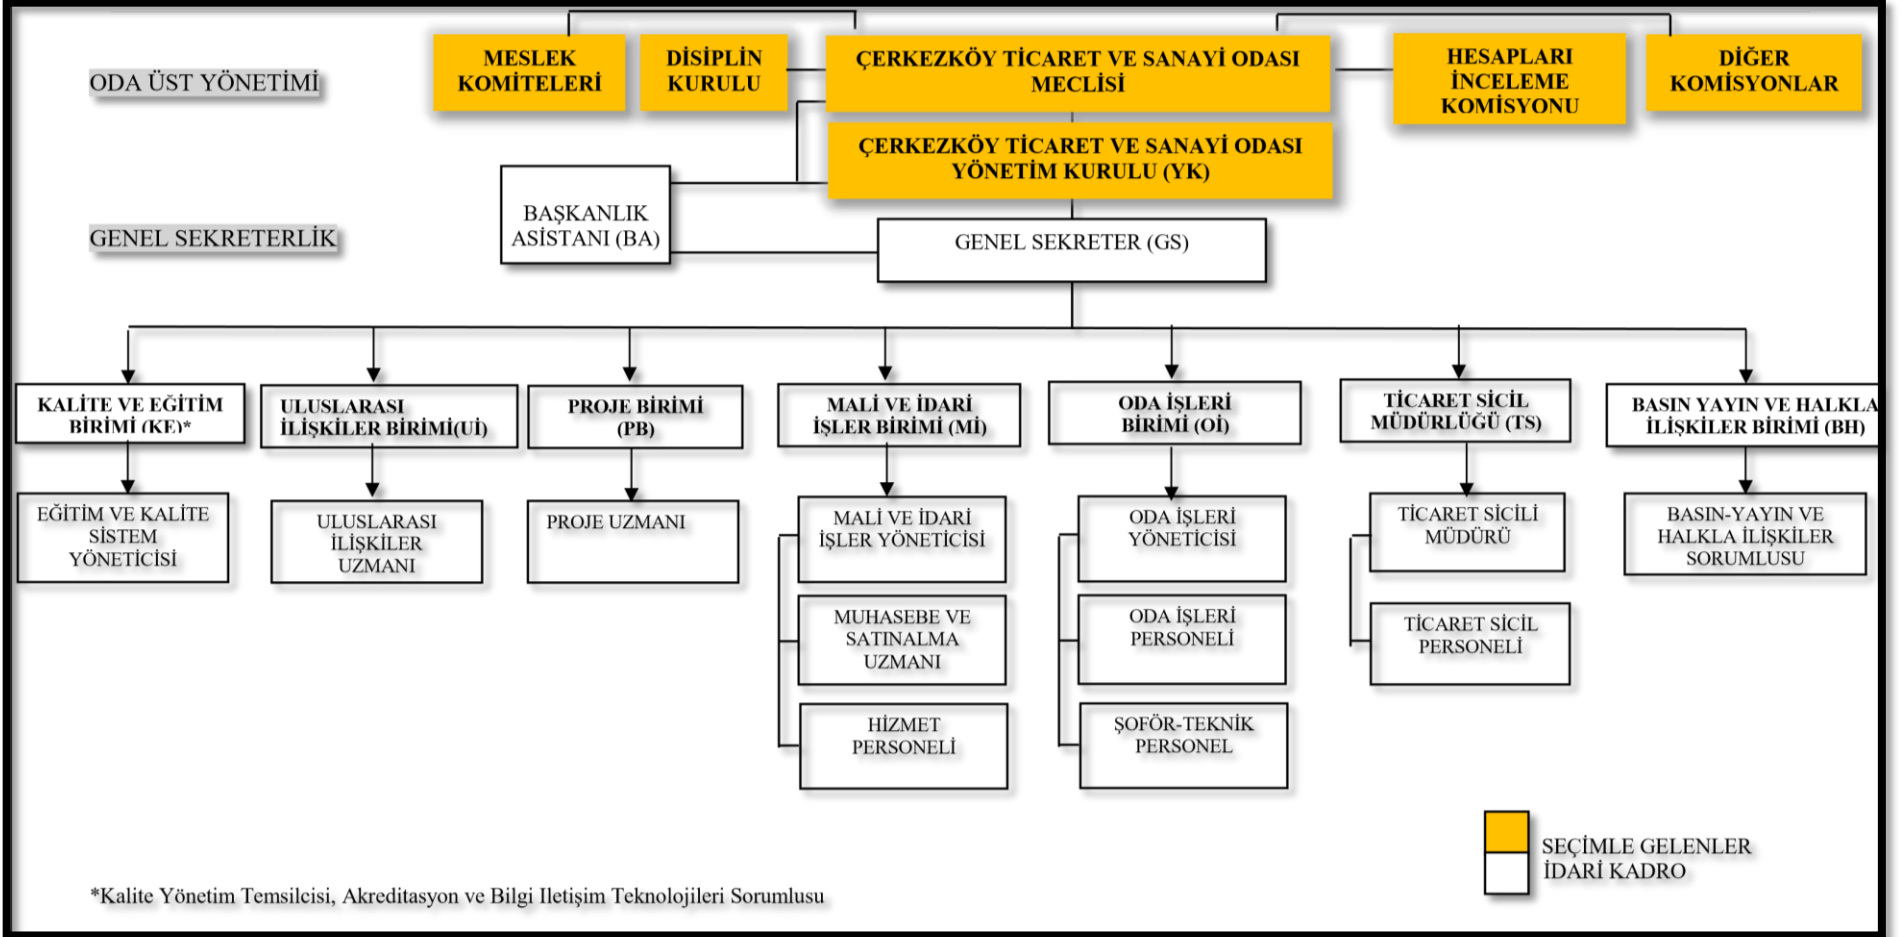 ODA ÜST YÖNETİMİ
MESLEK
KOMİTELERİ
DİSİPLİN
KURULU
ÇERKEZKÖY TİCARET VE SANAYİ ODASI
MECLİSİ
HESAPLARI
İNCELEME
KOMİSYONU
DİĞER
KOMİSYONLAR
ÇERKEZKÖY TİCARET VE SANAYİ ODASI
YÖNETİM KURULU (YK)
GENEL SEKRETERLİK
BAŞKANLIK
ASİSTANI (BA)
GENEL SEKRETER (GS)
KALİTE VE EĞİTİM
BİRİMİ (KE)*
ULUSLARASI
İLİŞKİLER BİRİMİ(Uİ)
PROJE BİRİMİ
(PB)
MALİ VE İDARİ
İŞLER BİRİMİ (Mİ)
ODA İŞLERİ
BİRİMİ (Oİ)
TİCARET SİCİL
MÜDÜRLÜĞÜ (TS)
BASIN YAYIN VE HALKLA
İLİŞKİLER BİRİMİ (BH)
EĞİTİM VE KALİTE
SİSTEM
YÖNETİCİSİ
ULUSLARASI
İLİŞKİLER
UZMANI
PROJE UZMANI
MALİ VE İDARİ
İŞLER YÖNETİCİSİ
ODA İŞLERİ
YÖNETİCİSİ
TİCARET SİCİLİ
MÜDÜRÜ
BASIN-YAYIN VE
HALKLA İLİŞKİLER
SORUMLUSU
MUHASEBE VE
SATINALMA
UZMANI
ODA İŞLERİ
PERSONELİ
TİCARET SİCİL
PERSONELİ
HİZMET
PERSONELİ
ŞOFÖR-TEKNİK
PERSONEL
SEÇİMLE GELENLER
İDARİ KADRO
*Kalite Yönetim Temsilcisi, Akreditasyon ve Bilgi Iletişim Teknolojileri Sorumlusu